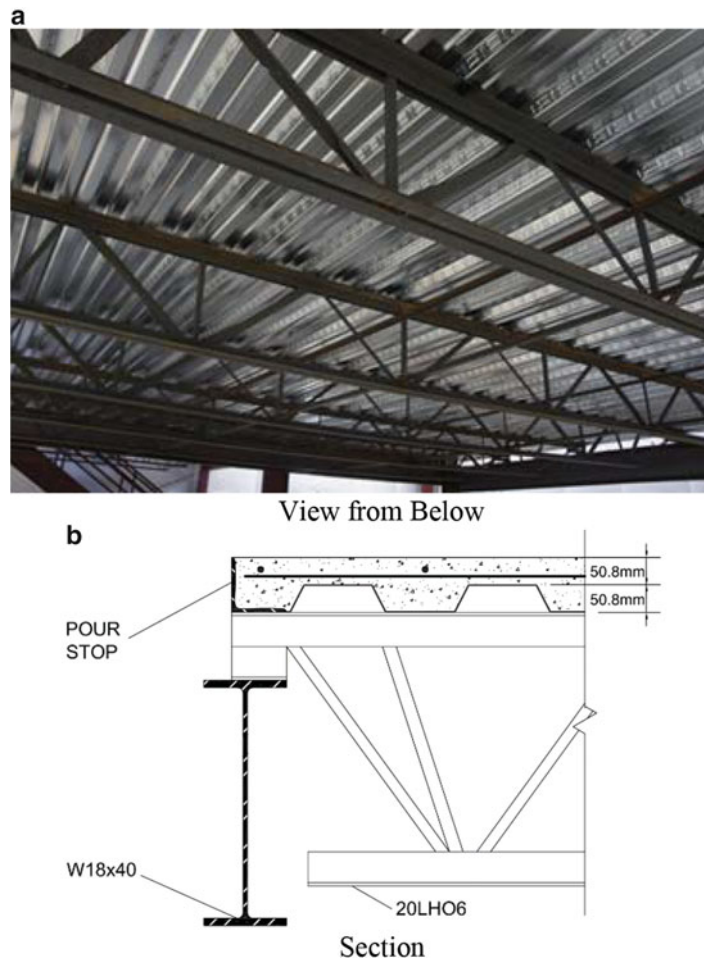 a
View from Below
b
50.8mm
50.8mm
POUR
STOP
W18x40
20LHO6
Section